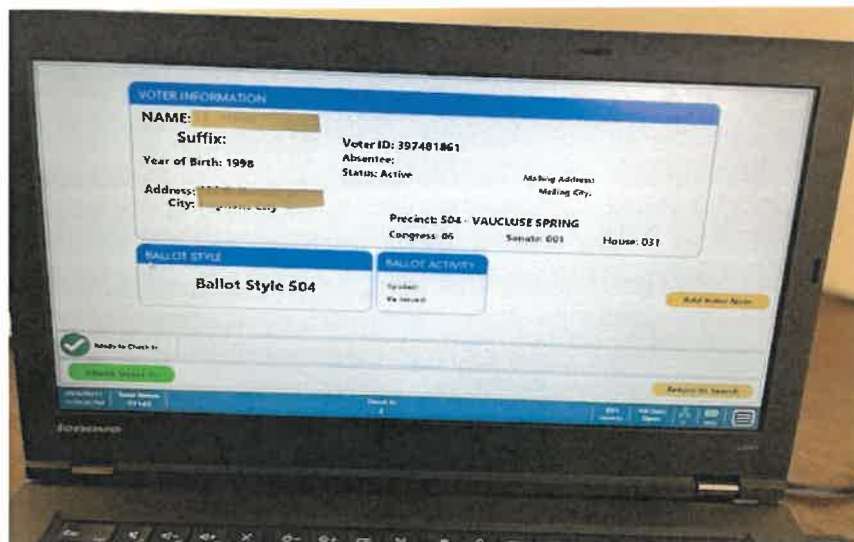 VOTER INFORMATION
NAME:
Suffix:
Year of Birth: 1998
Address:
City:
Voter ID: 397481861
Absentee:
Status: Active
Mailing Address:
Mailing City:
Precinct: 504 - VAUCLUSE SPRING
Congress: 06 Senate: 001 House: 031
BALLOT STYLE
Ballot Style 504
BALLOT ACTIVITY
Spoiled:
Re-issued:
Add Voter Note
Ready to Check In
Return to Search
lenovo